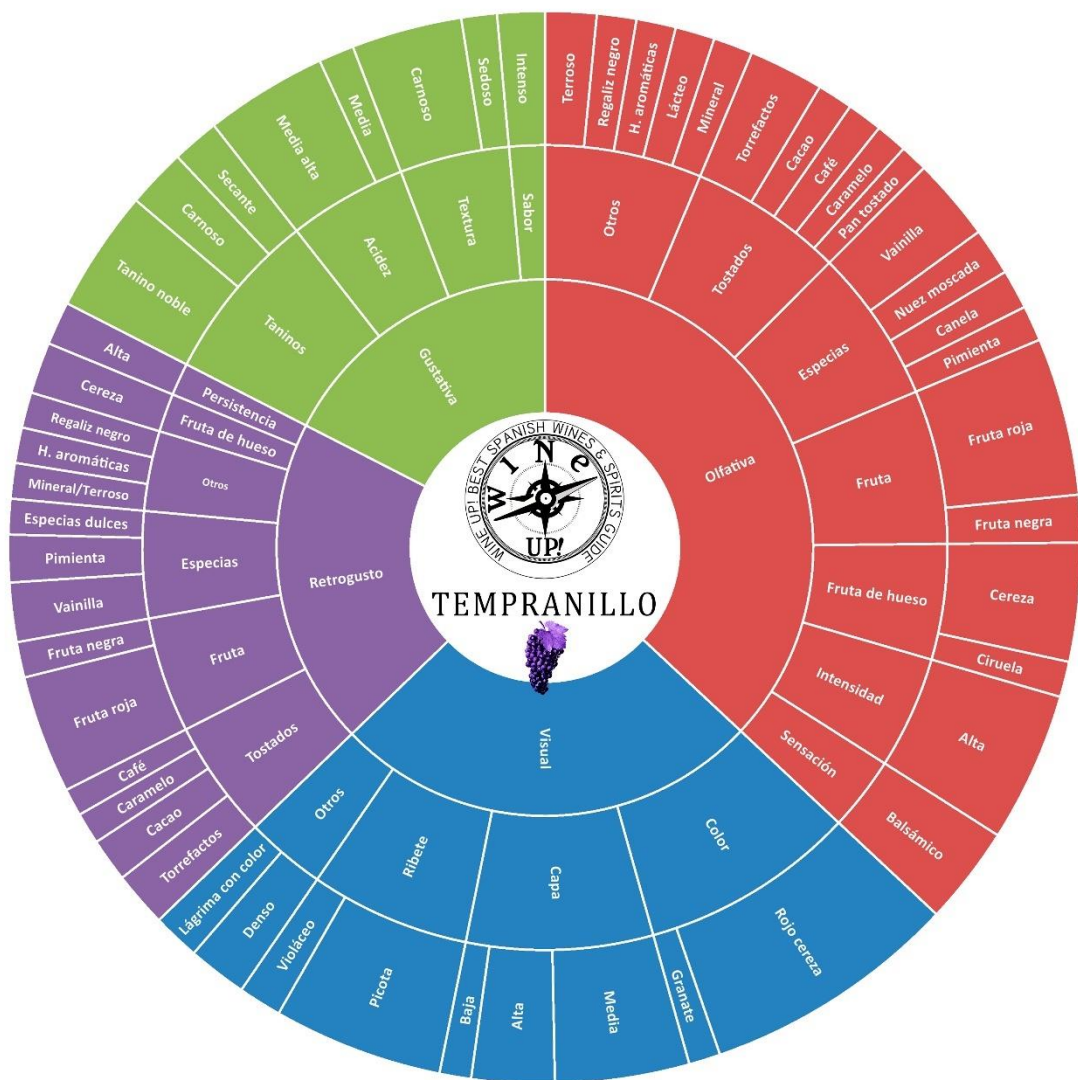 WINE UP! BEST SPANISH WINES & SPIRITS GUIDE
WINe
UP!
TEMPRANILLO
Olfativa
Otros
Terroso
Regaliz negro
H. aromáticas
Lácteo
Mineral
Tostados
Torrefactos
Cacao
Café
Caramelo
Pan tostado
Especias
Vainilla
Nuez moscada
Canela
Pimienta
Fruta
Fruta roja
Fruta negra
Fruta de hueso
Cereza
Ciruela
Intensidad
Alta
Sensación
Balsámico
Visual
Color
Rojo cereza
Granate
Capa
Media
Alta
Baja
Ribete
Picota
Violáceo
Otros
Denso
Lágrima con color
Retrogusto
Tostados
Torrefactos
Cacao
Caramelo
Café
Fruta
Fruta roja
Fruta negra
Especias
Vainilla
Pimienta
Especias dulces
Otros
Mineral/Terroso
H. aromáticas
Regaliz negro
Fruta de hueso
Cereza
Persistencia
Alta
Gustativa
Taninos
Tanino noble
Carnoso
Secante
Acidez
Media alta
Media
Textura
Carnoso
Sedoso
Sabor
Intenso